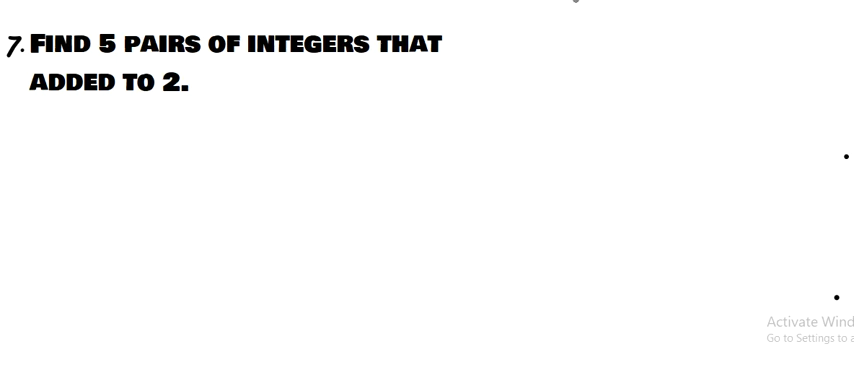 7. FIND 5 PAIRS OF INTEGERS THAT
ADDED TO 2.
Activate Wind
Go to Settings to a